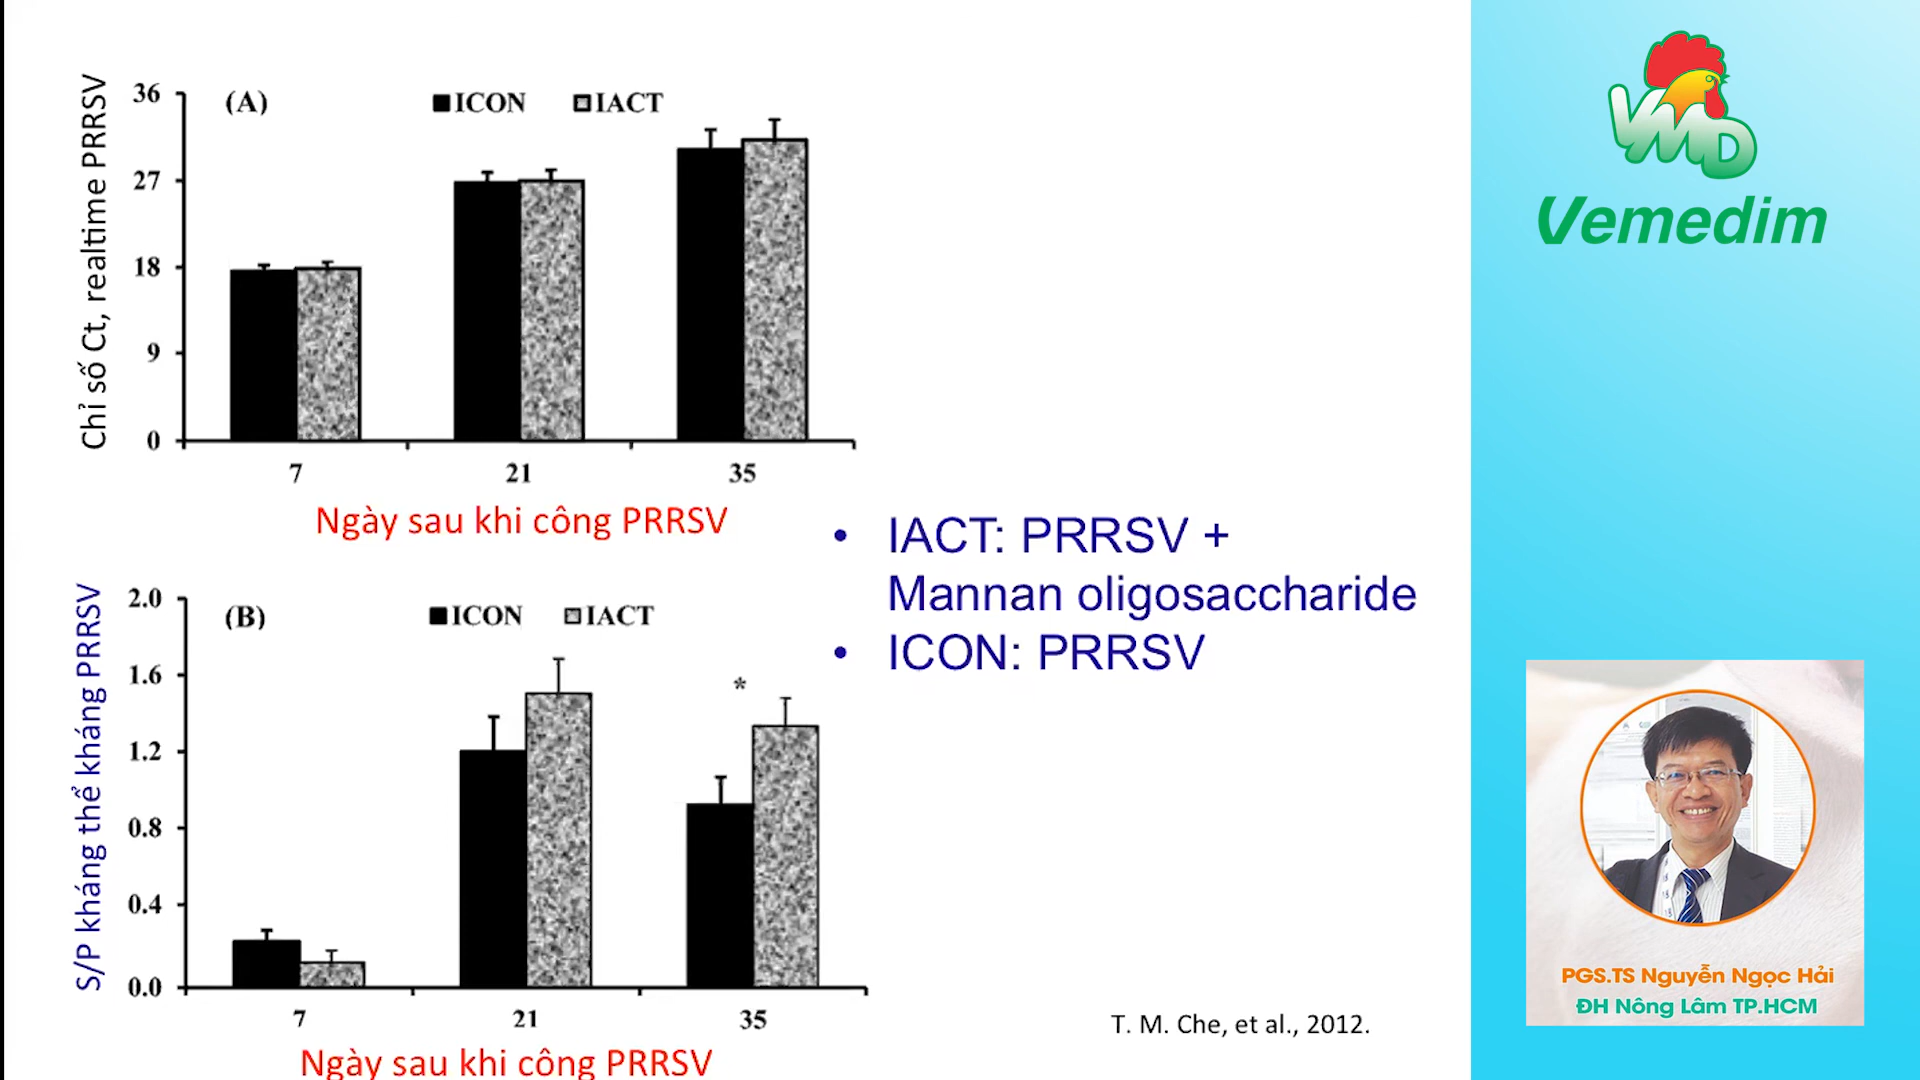 Chỉ số Ct, realtime PRRSV
36
27
18
9
0
(A)
ICON
IACT
7
21
35
Ngày sau khi công PRRSV
S/P kháng thể kháng PRRSV
2.0
1.6
1.2
0.8
0.4
0.0
(B)
ICON
IACT
*
7
21
35
Ngày sau khi công PRRSV
• IACT: PRRSV +
Mannan oligosaccharide
• ICON: PRRSV
T. M. Che, et al., 2012.
VMD
Vemedim
PGS.TS Nguyễn Ngọc Hải
ĐH Nông Lâm TP.HCM